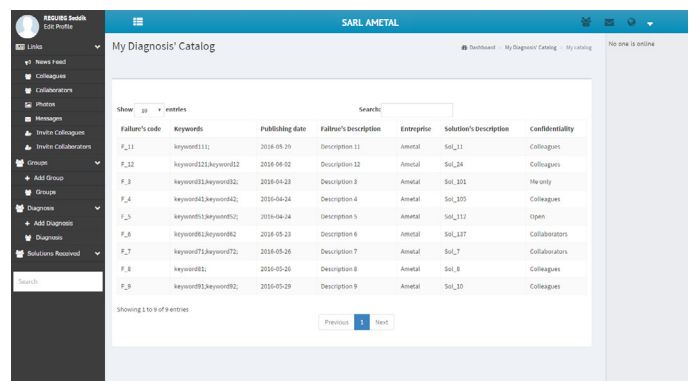 REGUIEG Seddik
Edit Profile
SARL AMETAL
Links
News Feed
Colleagues
Collaborators
Photos
Messages
Invite Colleagues
Invite Collaborators
Groups
Add Group
Groups
Diagnosis
Add Diagnosis
Diagnosis
Solutions Received
Search
My Diagnosis' Catalog
Dashboard > My Diagnosis' Catalog > My catalog
No one is online
Show 10 entries Search:
Failure's code Keywords Publishing date Failrue's Description Entreprise Solution's Description Confidentiality
F_11 keyword111; 2016-05-29 Description 11 Ametal Sol_11 Colleagues
F_12 keyword121;keyword12 2016-06-02 Description 12 Ametal Sol_24 Colleagues
F_3 keyword31;keyword32; 2016-04-23 Description 3 Ametal Sol_101 Me only
F_4 keyword41;keyword42; 2016-04-24 Description 4 Ametal Sol_105 Colleagues
F_5 keyword51;keyword52; 2016-04-24 Description 5 Ametal Sol_112 Open
F_6 keyword61;keyword62 2016-05-23 Description 6 Ametal Sol_137 Collaborators
F_7 keyword71;keyword72; 2016-05-26 Description 7 Ametal Sol_7 Collaborators
F_8 keyword81; 2016-05-26 Description 8 Ametal Sol_8 Colleagues
F_9 keyword91;keyword92; 2016-05-29 Description 9 Ametal Sol_10 Colleagues
Showing 1 to 9 of 9 entries
Previous 1 Next